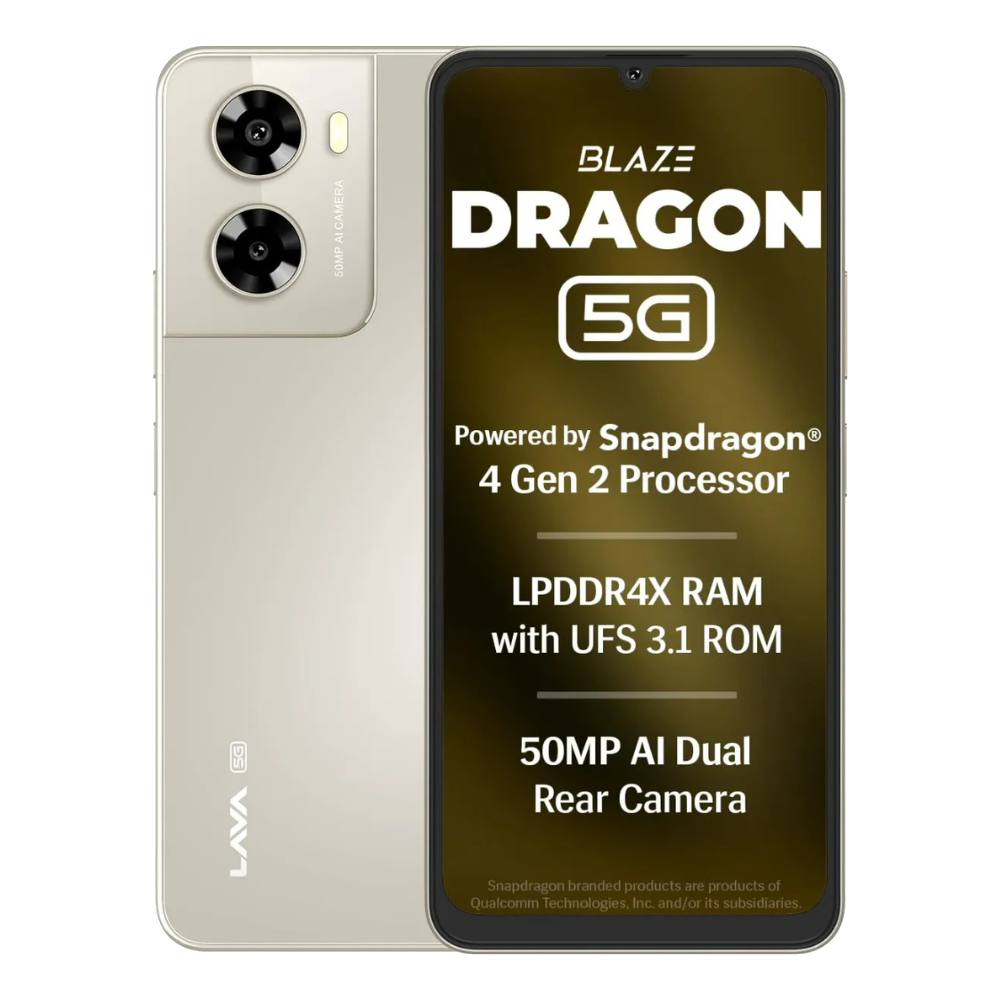 50MP AI CAMERA
LAVA 5G
BLAZE
DRAGON
5G
Powered by Snapdragon®
4 Gen 2 Processor
LPDDR4X RAM
with UFS 3.1 ROM
50MP AI Dual
Rear Camera
Snapdragon branded products are products of
Qualcomm Technologies, Inc. and/or its subsidiaries.